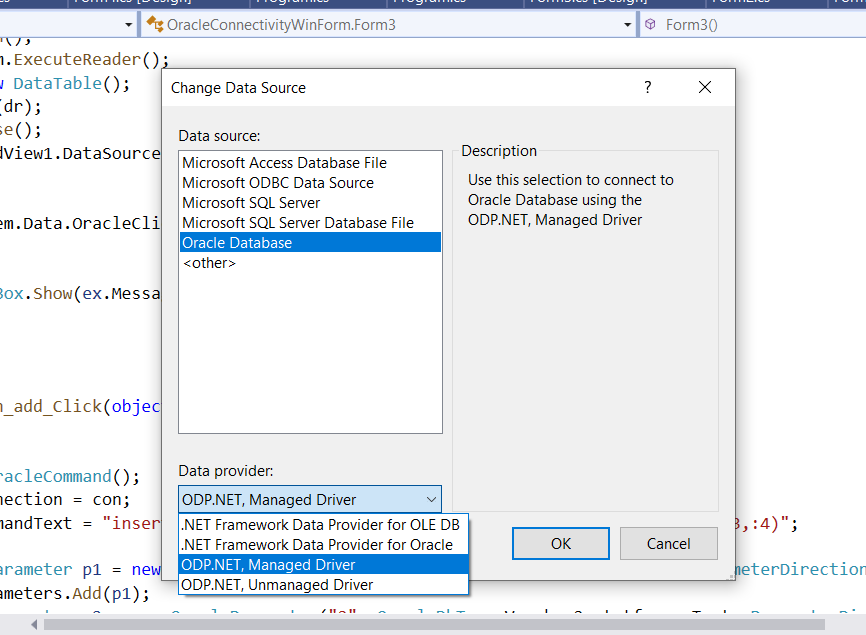 OracleConnectivityWinForm.Form3 Form3()
.ExecuteReader();
DataTable();
(dr);
se();
dView1.DataSource
em.Data.OracleCli
Box.Show(ex.Messa
n_add_Click(objec
racleCommand();
nection = con;
mandText = "inser
3,:4)";
arameter p1 = new
meterDirection
ameters.Add(p1);
Change Data Source
?
Data source:
Microsoft Access Database File
Microsoft ODBC Data Source
Microsoft SQL Server
Microsoft SQL Server Database File
Oracle Database
<other>
Description
Use this selection to connect to
Oracle Database using the
ODP.NET, Managed Driver
Data provider:
ODP.NET, Managed Driver
.NET Framework Data Provider for OLE DB
.NET Framework Data Provider for Oracle
ODP.NET, Managed Driver
ODP.NET, Unmanaged Driver
OK
Cancel